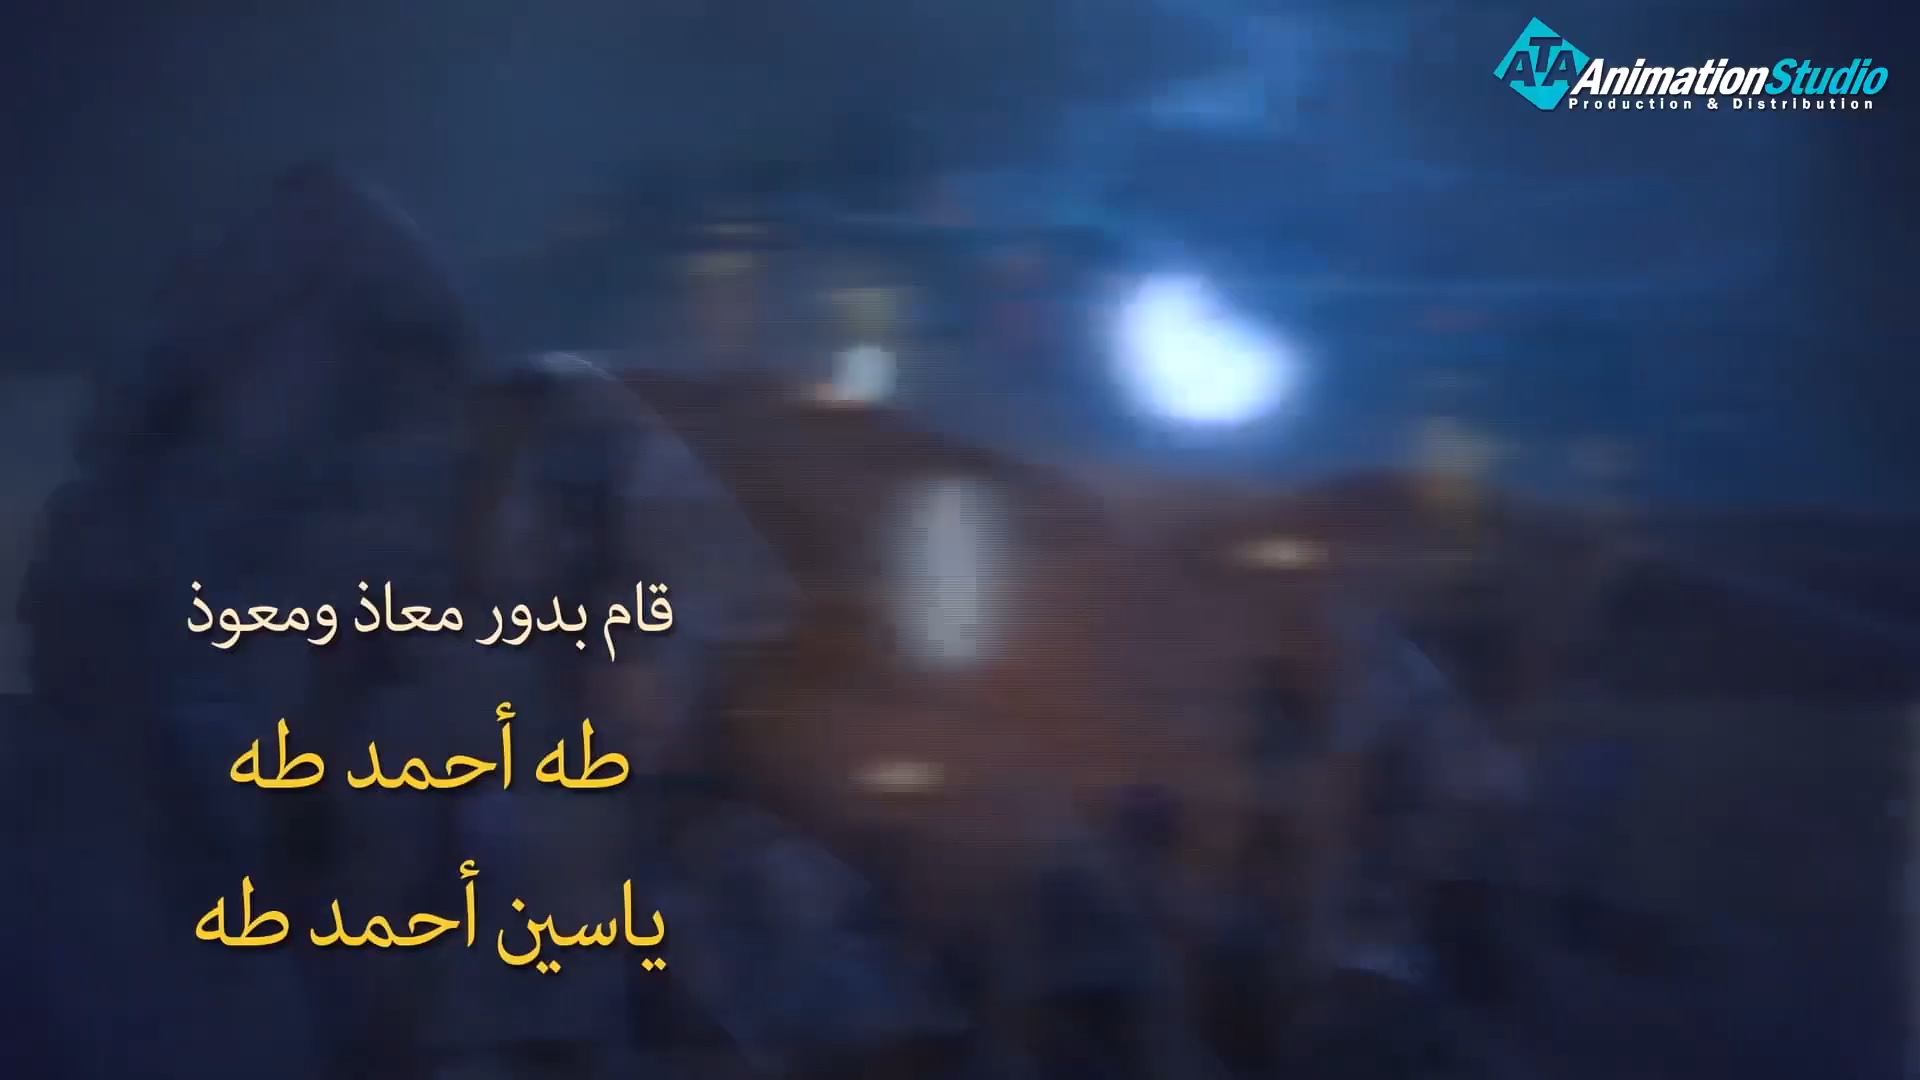 ATA AnimationStudio
Production & Distribution
قام بدور معاذ ومعوذ
طه أحمد طه
ياسين أحمد طه